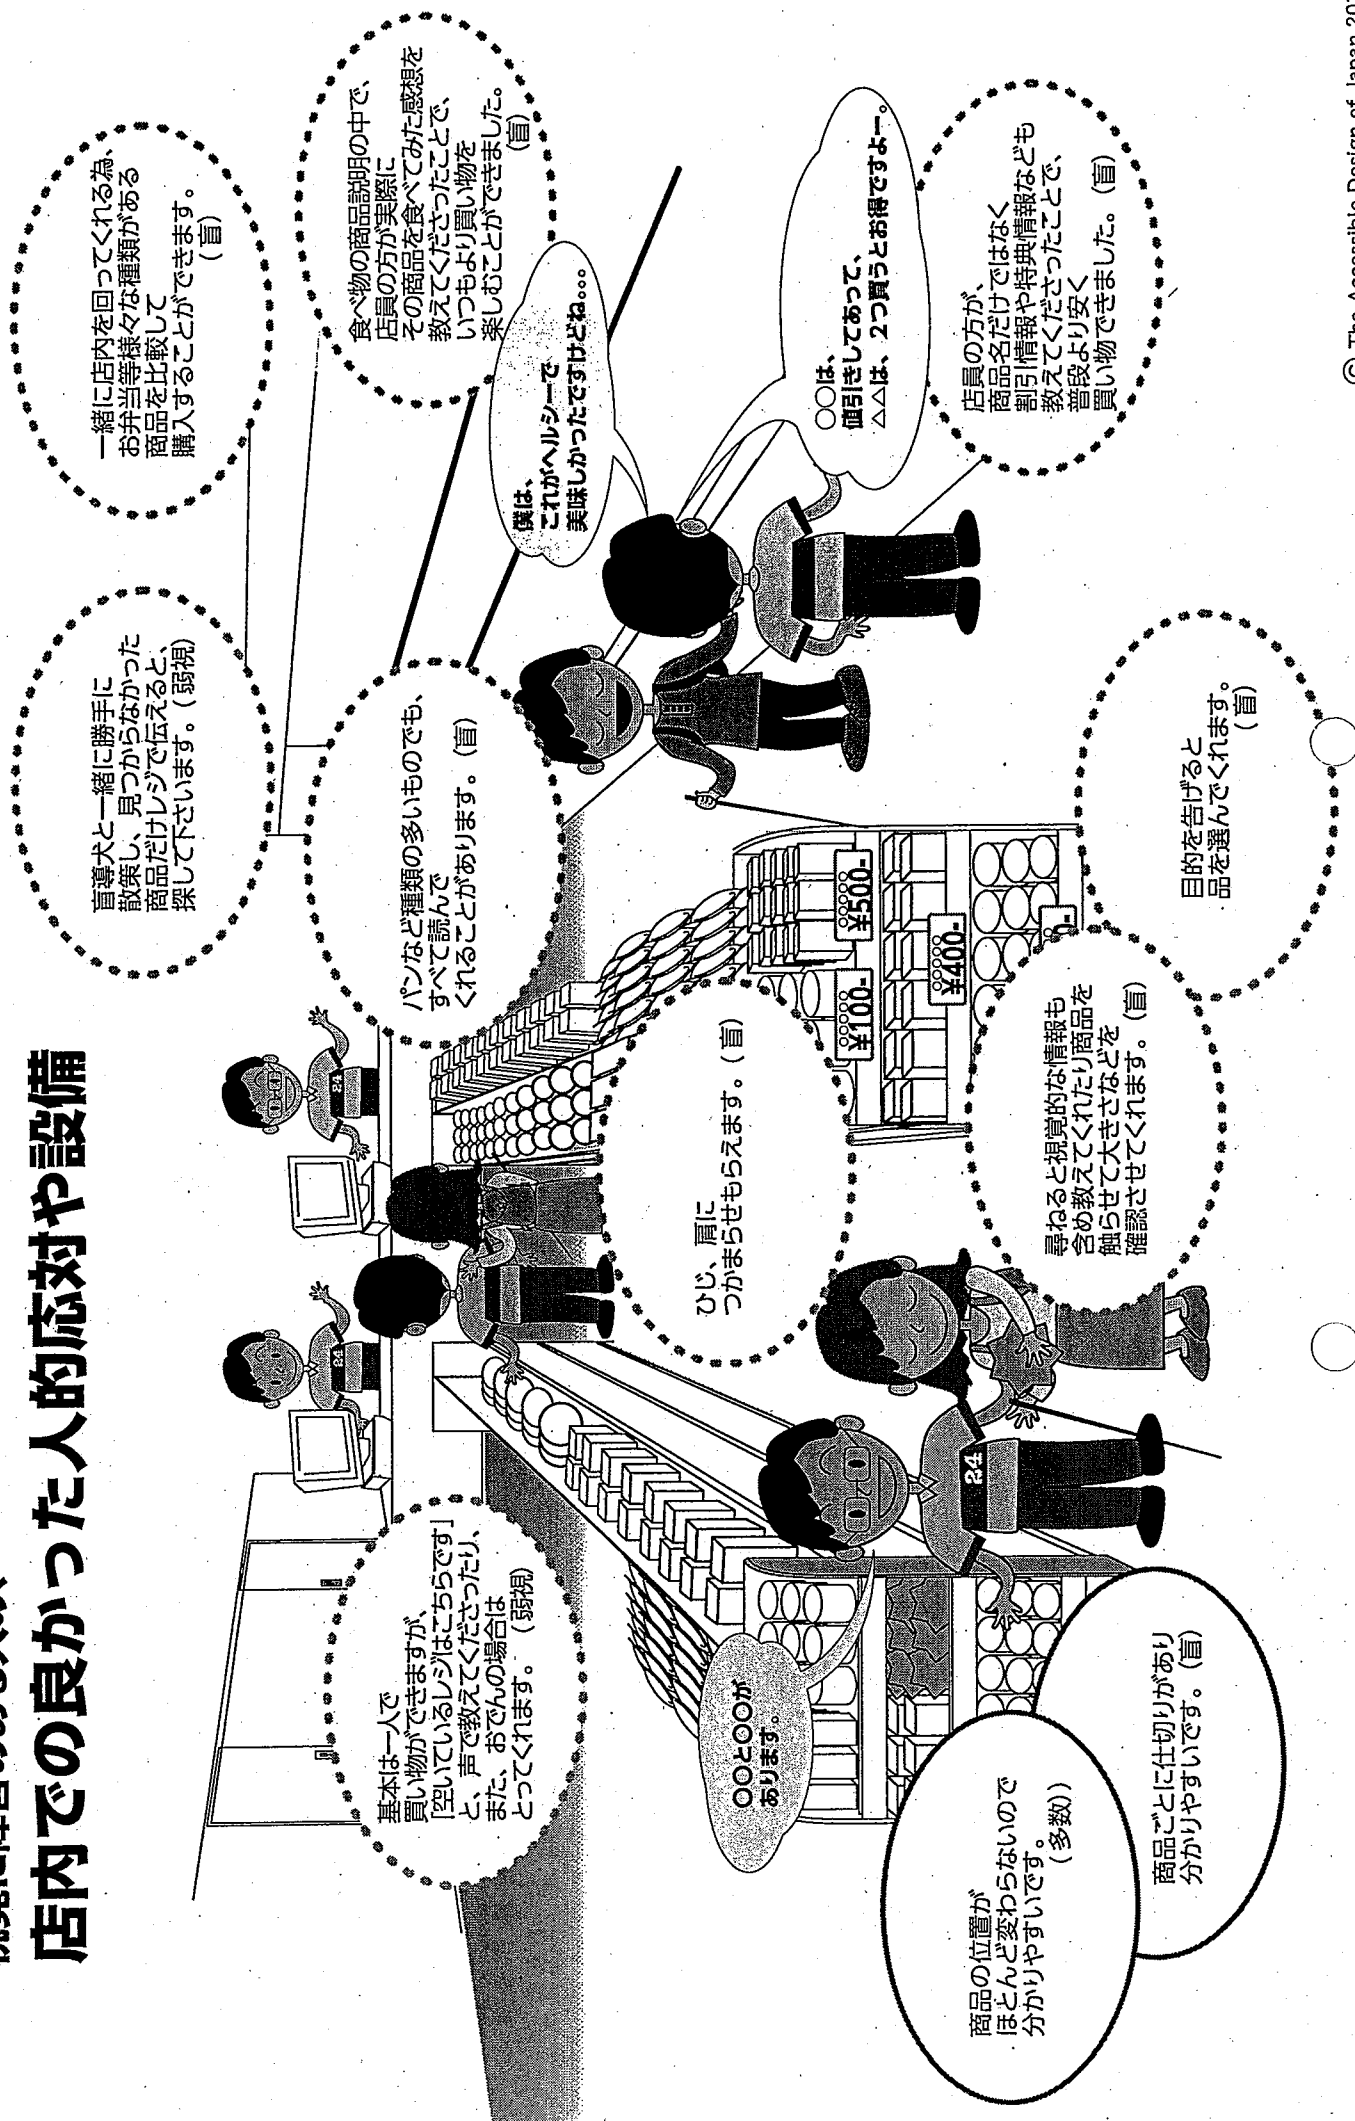 店内での良かった人的応対や設備
盲導犬と一緒に勝手に
散策し、見つからなかった
商品だけレジで伝えると、
探して下さいます。(弱視)
一緒に店内を回ってくれる為、
お弁当等様々な種類がある
商品を比較して
購入することができます。
(盲)
基本は一人で
買い物ができますが、
「空いているレジはこちらです」
と、声で教えてくださったり、
また、おでんの場合は
とってくれます。 (弱視)
パンなど種類の多いものでも、
すべて読んで
くれることがあります。(盲)
食べ物の商品説明の中で、
店員の方が実際に
その商品を食べてみた感想を
教えてくださったことで、
いつもより買い物を
楽しむことができました。
(盲)
僕は、
これがヘルシーで
美味しかったですけどね。。。
ひじ、肩に
つかまらせもらえます。(盲)
〇〇は、
値引きしてあって、
△△は、2つ買うとお得ですよー。
〇〇と〇〇が
あります。
24
24
24
¥100-
¥500-
¥400-
0-
店員の方が、
商品名だけではなく
割引情報や特典情報なども
教えてくださったことで、
普段より安く
買い物できました。(盲)
商品の位置が
ほとんど変わらないので
分かりやすいです。
(多数))
商品ごとに仕切りがあり
分かりやすいです。(盲)
尋ねると視覚的な情報も
含め教えてくれたり商品を
触らせて大きさなどを
確認させてくれます。(盲)
目的を告げると
品を選んでくれます。
(盲)
© The Accessible Design of Japan